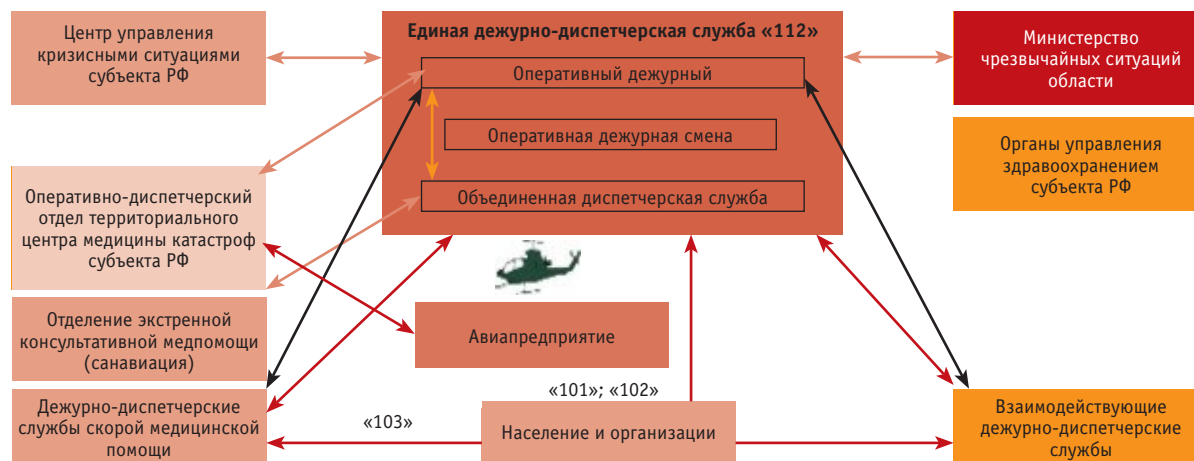 Центр управления
кризисными ситуациями
субъекта РФ
Единая дежурно-диспетчерская служба «112»
Оперативный дежурный
Оперативная дежурная смена
Объединенная диспетчерская служба
Министерство
чрезвычайных ситуаций
области
Органы управления
здравоохранением
субъекта РФ
Оперативно-диспетчерский
отдел территориального
центра медицины катастроф
субъекта РФ
Отделение экстренной
консультативной медпомощи
(санавиация)
Авиапредприятие
«101»; «102»
Дежурно-диспетчерские
службы скорой медицинской
помощи
«103»
Население и организации
Взаимодействующие
дежурно-диспетчерские
службы